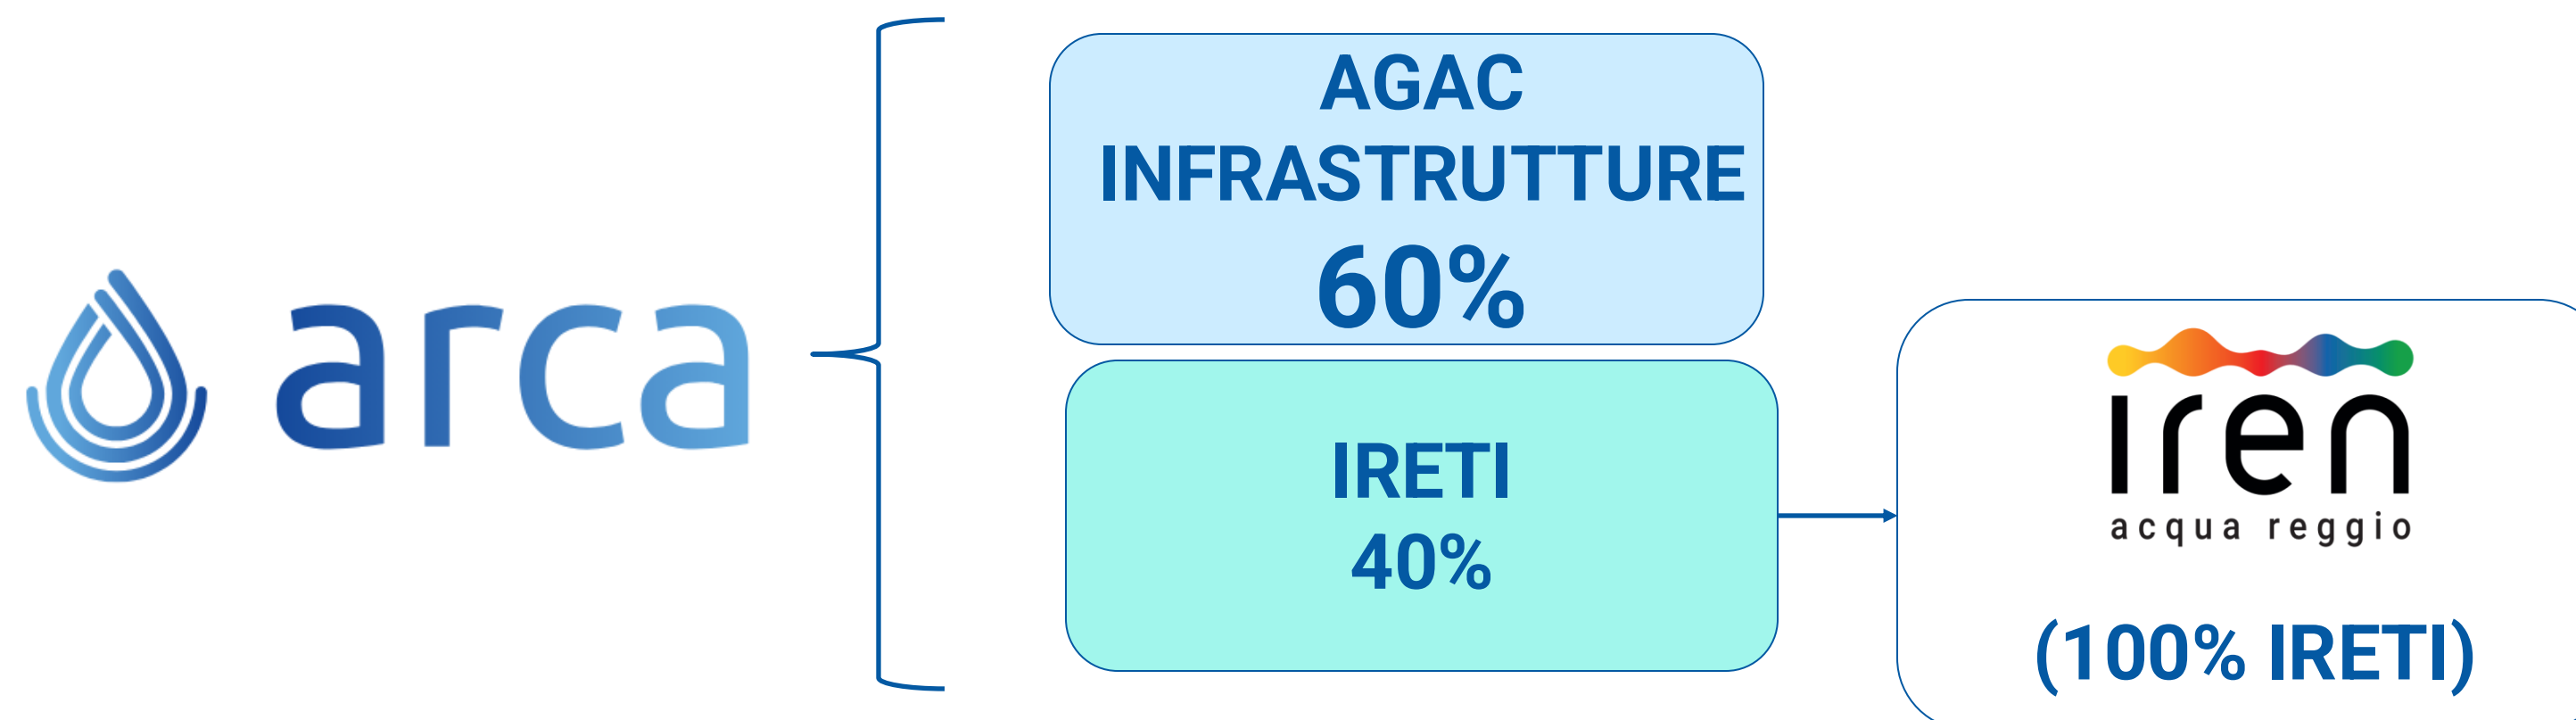 arca
AGAC
INFRASTRUTTURE
60%
IRETI
40%
iren
acqua reggio
(100% IRETI)